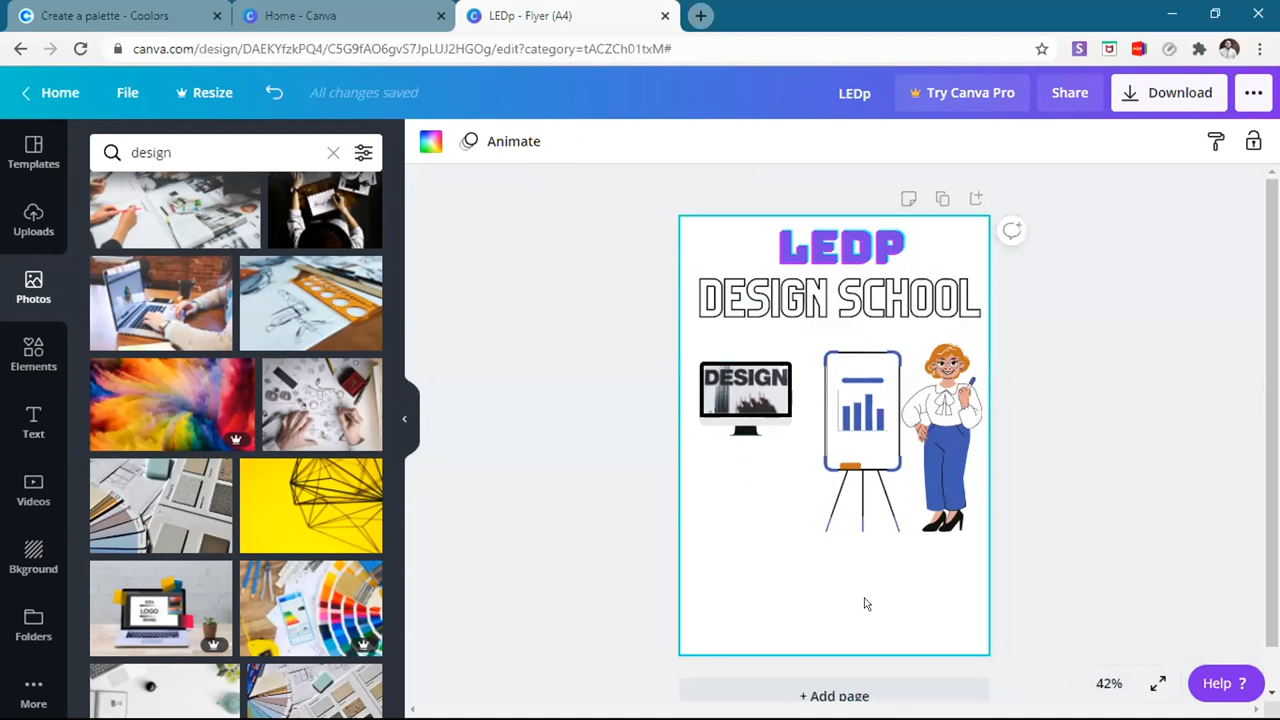 Create a palette - Coolors
Home - Canva
LEDp - Flyer (A4)
canva.com/design/DAEKYfzkPQ4/C5G9fAO6gvS7JpLUJ2HGOg/edit?category=tACZCh01txM#
Home
File
Resize
All changes saved
LEDp
Try Canva Pro
Share
Download
Templates
Uploads
Photos
Elements
Text
Videos
Bkground
Folders
More
design
Animate
LEDP
DESIGN SCHOOL
DESIGN
+ Add page
42%
Help ?